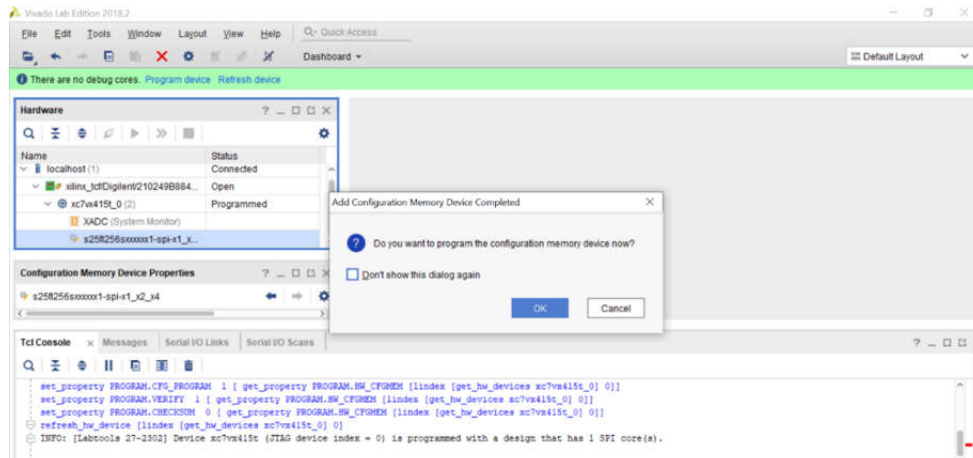 Vivado Lab Edition 2018.2
File Edit Tools Window Layout View Help Q- Quick Access
Dashboard
Default Layout
There are no debug cores. Program device Refresh device
Hardware
Name Status
localhost (1) Connected
xilinx_tcf/Digilent/210249B884... Open
xc7vx415t_0 (2) Programmed
XADC (System Monitor)
s25fl256sxxxxxx1-spi-x1_x...
Add Configuration Memory Device Completed
Do you want to program the configuration memory device now?
Don't show this dialog again
OK Cancel
Configuration Memory Device Properties
s25fl256sxxxxxx1-spi-x1_x2_x4
Tcl Console Messages Serial I/O Links Serial I/O Scans
set_property PROGRAM.CFG_PROGRAM 1 [ get_property PROGRAM.HW_CFGMEM [lindex [get_hw_devices xc7vx415t_0] 0]]
set_property PROGRAM.VERIFY 1 [ get_property PROGRAM.HW_CFGMEM [lindex [get_hw_devices xc7vx415t_0] 0]]
set_property PROGRAM.CHECKSUM 0 [ get_property PROGRAM.HW_CFGMEM [lindex [get_hw_devices xc7vx415t_0] 0]]
refresh_hw_device [lindex [get_hw_devices xc7vx415t_0] 0]
INFO: [Labtools 27-2302] Device xc7vx415t (JTAG device index = 0) is programmed with a design that has 1 SPI core(s).